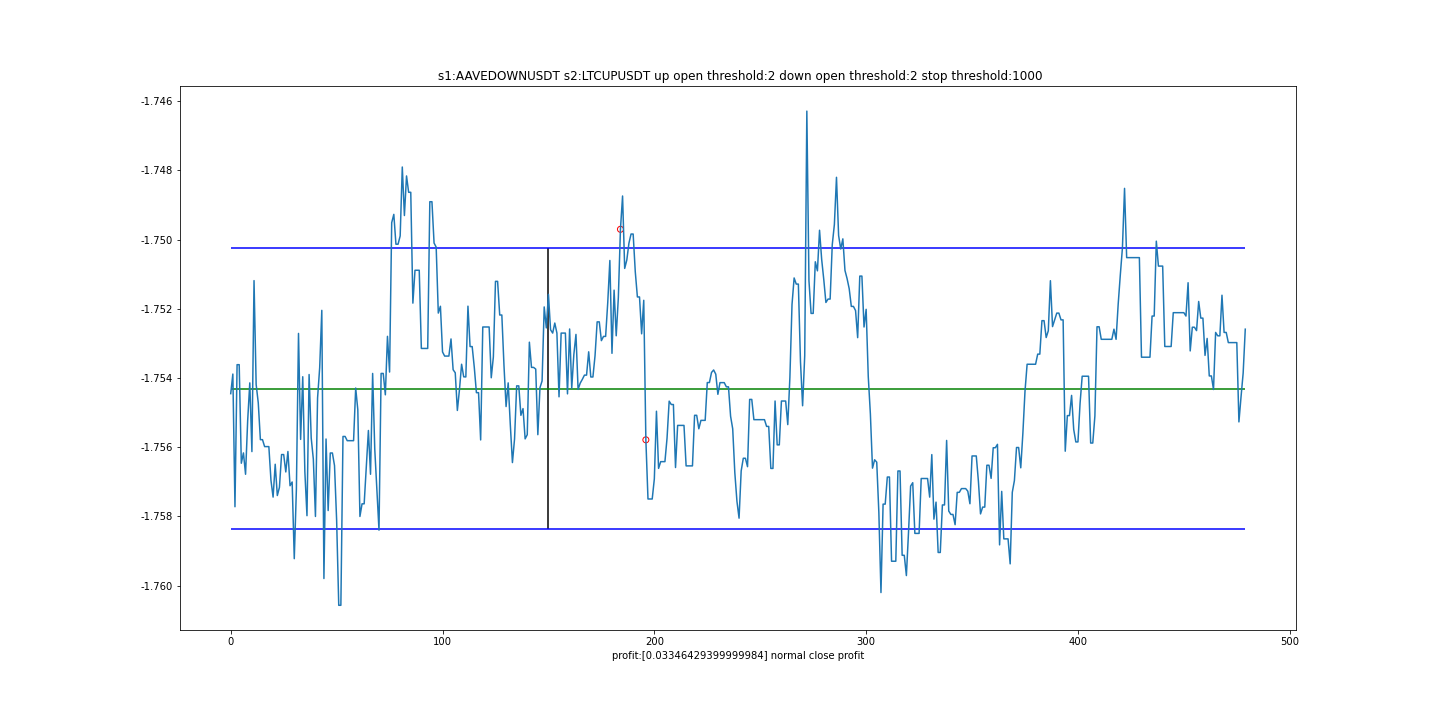 s1:AAVEDOWNUSDT s2:LTCUPUSDT up open threshold:2 down open threshold:2 stop threshold:1000
-1.746
-1.748
-1.750
-1.752
-1.754
-1.756
-1.758
-1.760
0 100 200 300 400 500
profit:[0.03346429399999984] normal close profit